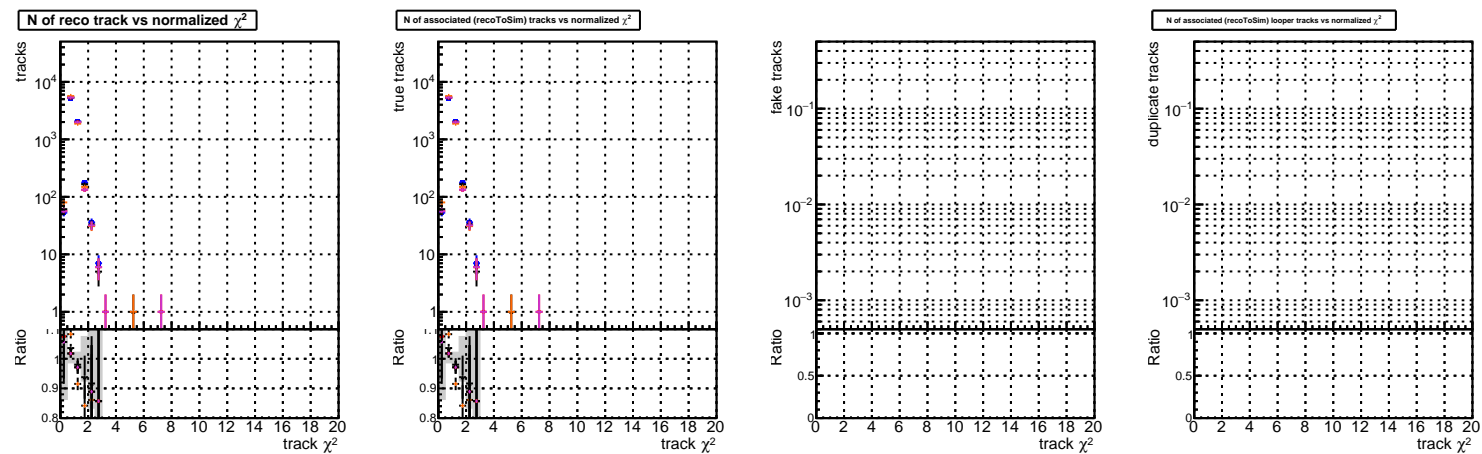 N of reco track vs normalized χ²
tracks
10⁴
10³
10²
10
1
Ratio
1.1
1
0.9
0.8
0 2 4 6 8 10 12 14 16 18 20
track χ²
N of associated (recoToSim) tracks vs normalized χ²
true tracks
10⁴
10³
10²
10
1
Ratio
1.1
1
0.9
0.8
0 2 4 6 8 10 12 14 16 18 20
track χ²
fake tracks
10⁻¹
10⁻²
10⁻³
Ratio
1
0.5
0
0 2 4 6 8 10 12 14 16 18 20
track χ²
N of associated (recoToSim) looper tracks vs normalized χ²
duplicate tracks
10⁻¹
10⁻²
10⁻³
Ratio
1
0.5
0
0 2 4 6 8 10 12 14 16 18 20
track χ²